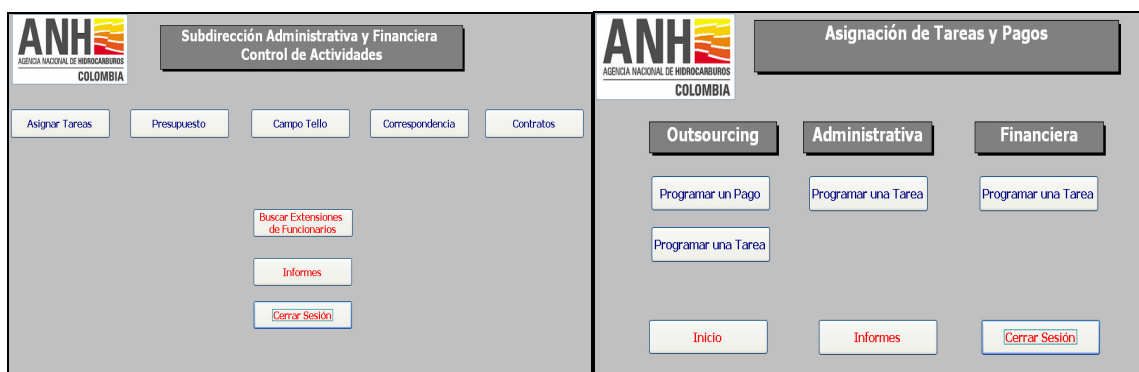 ANH
AGENCIA NACIONAL DE HIDROCARBUROS
COLOMBIA
Subdirección Administrativa y Financiera
Control de Actividades
Asignar Tareas
Presupuesto
Campo Tello
Correspondencia
Contratos
Buscar Extensiones
de Funcionarios
Informes
Cerrar Sesión
ANH
AGENCIA NACIONAL DE HIDROCARBUROS
COLOMBIA
Asignación de Tareas y Pagos
Outsourcing
Administrativa
Financiera
Programar un Pago
Programar una Tarea
Programar una Tarea
Programar una Tarea
Inicio
Informes
Cerrar Sesión